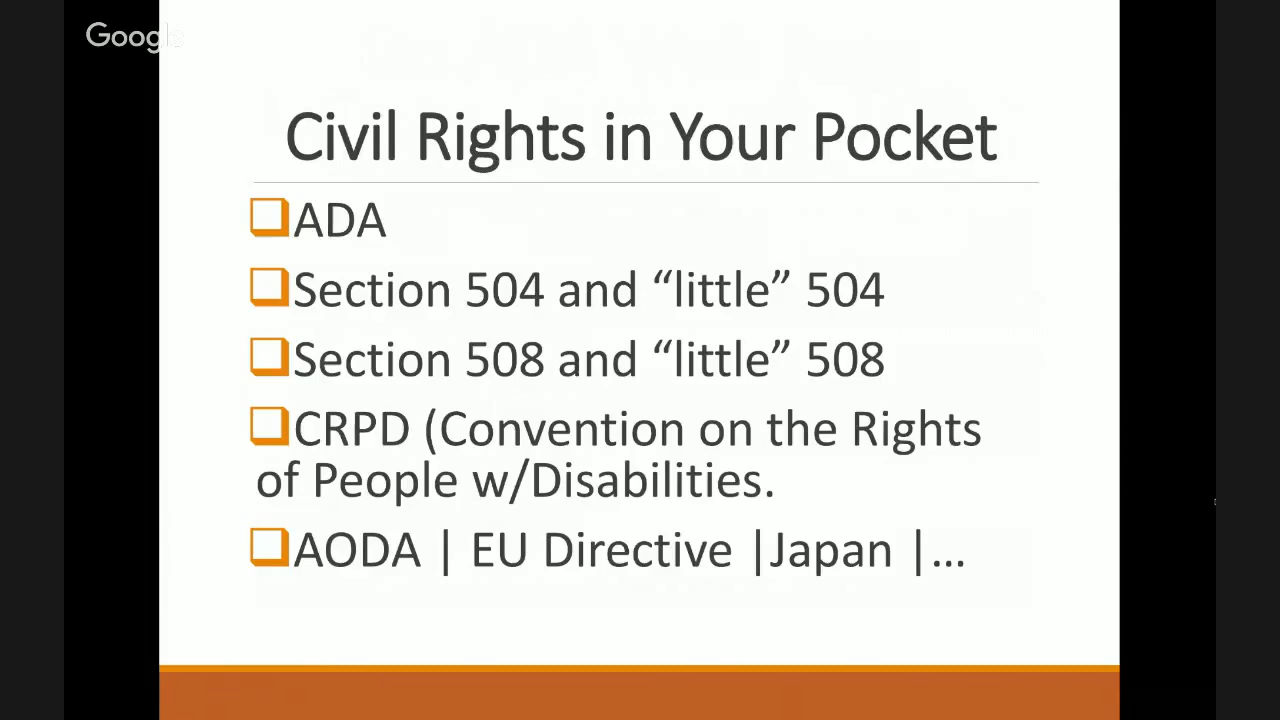 Google
Civil Rights in Your Pocket
ADA
Section 504 and “little” 504
Section 508 and “little” 508
CRPD (Convention on the Rights
of People w/Disabilities.
AODA | EU Directive |Japan |…